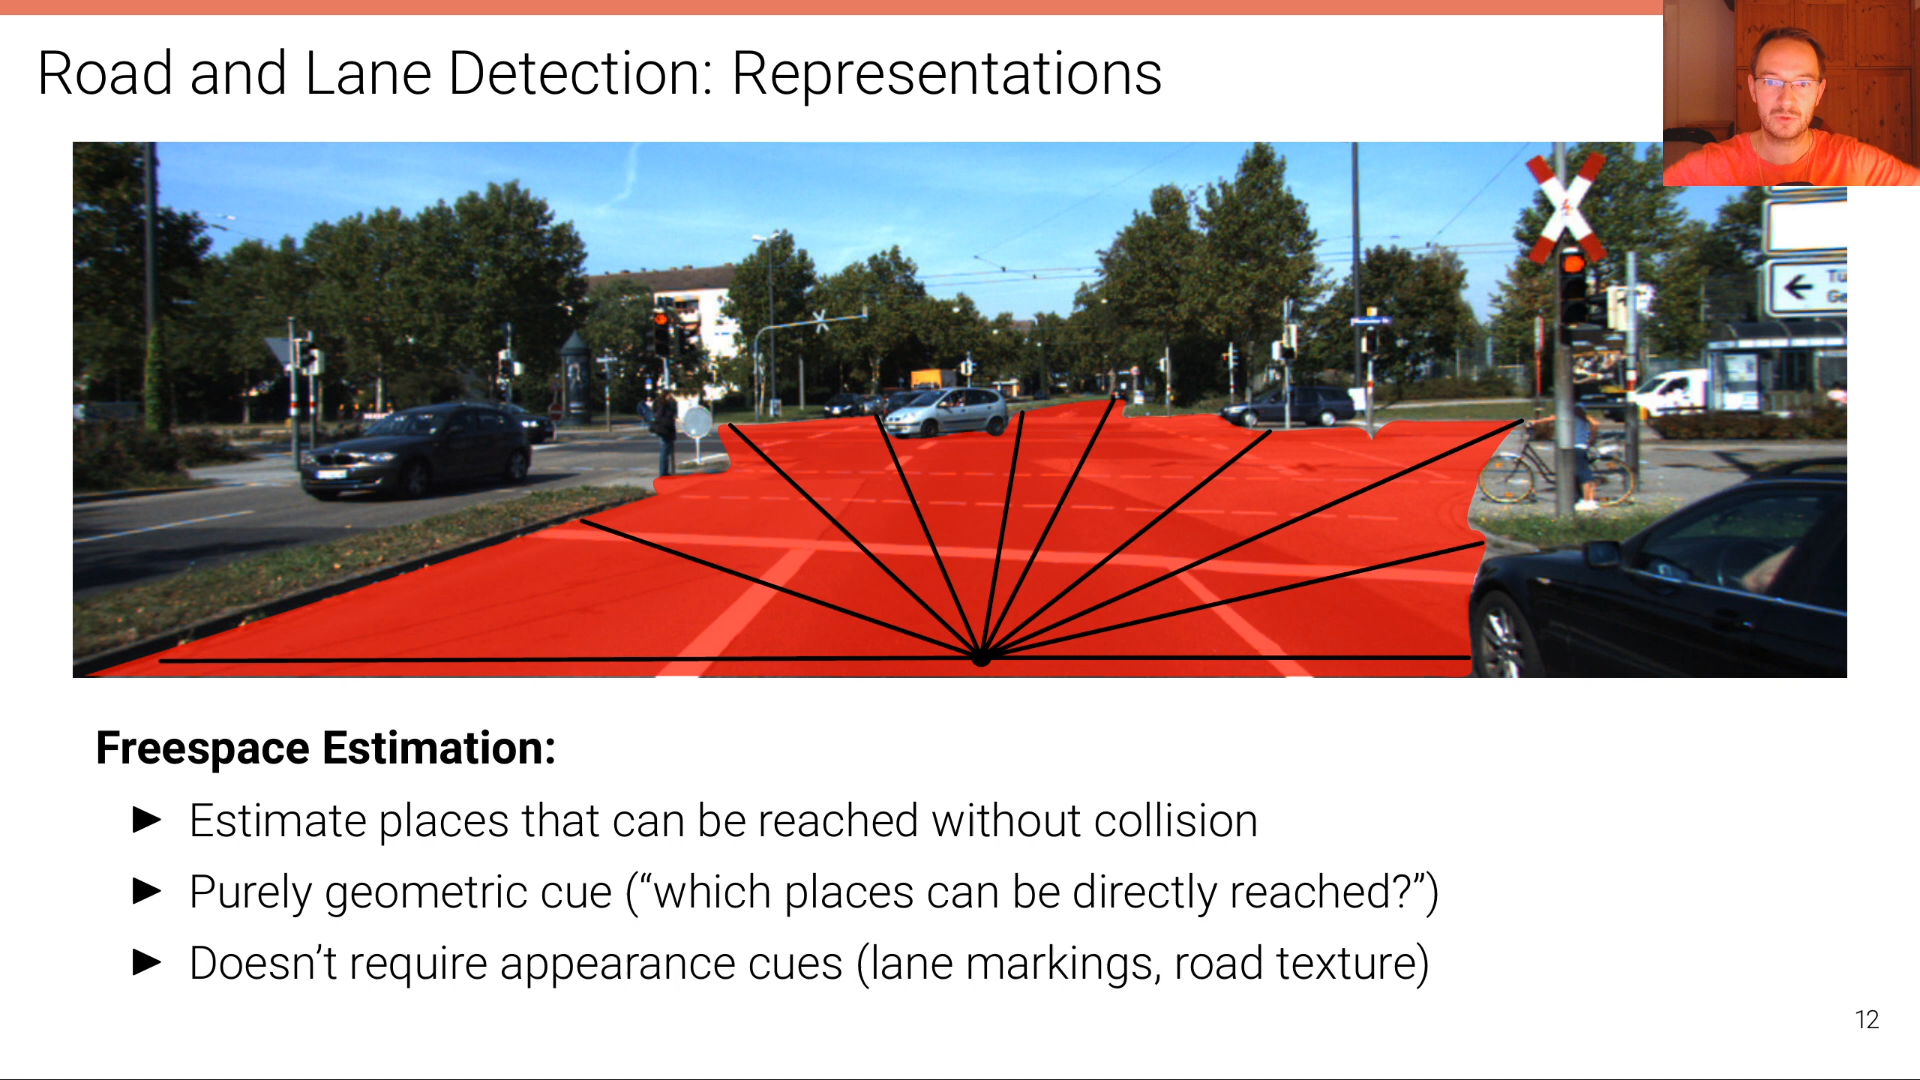 Road and Lane Detection: Representations
Freespace Estimation:
► Estimate places that can be reached without collision
► Purely geometric cue (“which places can be directly reached?”)
► Doesn’t require appearance cues (lane markings, road texture)
12